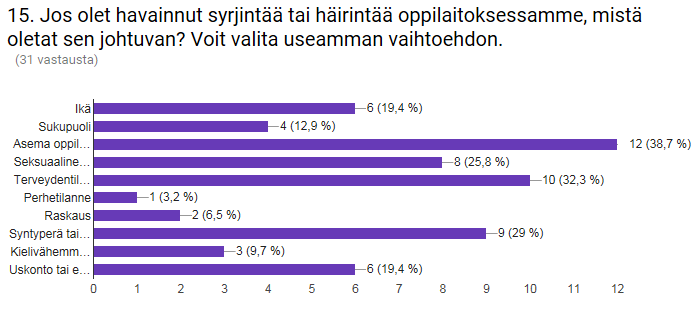 15. Jos olet havainnut syrjintää tai häirintää oppilaitoksessamme, mistä
oletat sen johtuvan? Voit valita useamman vaihtoehdon.
(31 vastausta)
Ikä 6 (19,4 %)
Sukupuoli 4 (12,9 %)
Asema oppil... 12 (38,7 %)
Seksuaaline... 8 (25,8 %)
Terveydentil... 10 (32,3 %)
Perhetilanne 1 (3,2 %)
Raskaus 2 (6,5 %)
Syntyperä tai... 9 (29 %)
Kielivähemm... 3 (9,7 %)
Uskonto tai e... 6 (19,4 %)
0 1 2 3 4 5 6 7 8 9 10 11 12